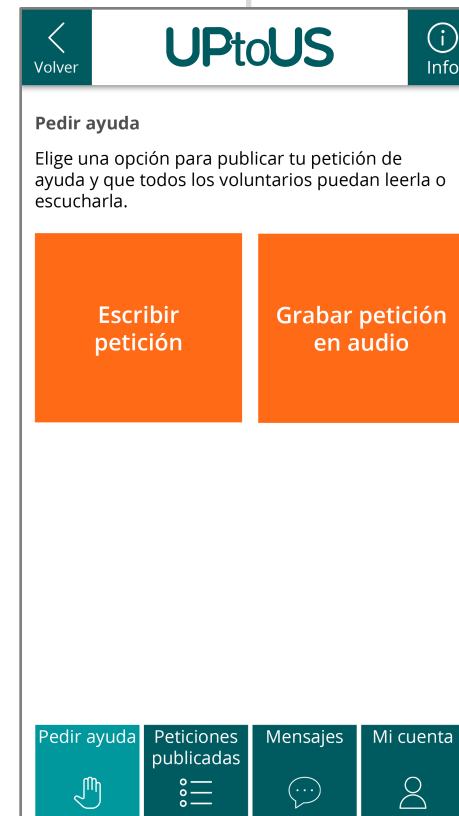 Volver
UPtoUS
Info
Pedir ayuda
Elige una opción para publicar tu petición de
ayuda y que todos los voluntarios puedan leerla o
escucharla.
Escribir
petición
Grabar petición
en audio
Pedir ayuda
Peticiones
publicadas
Mensajes
Mi cuenta